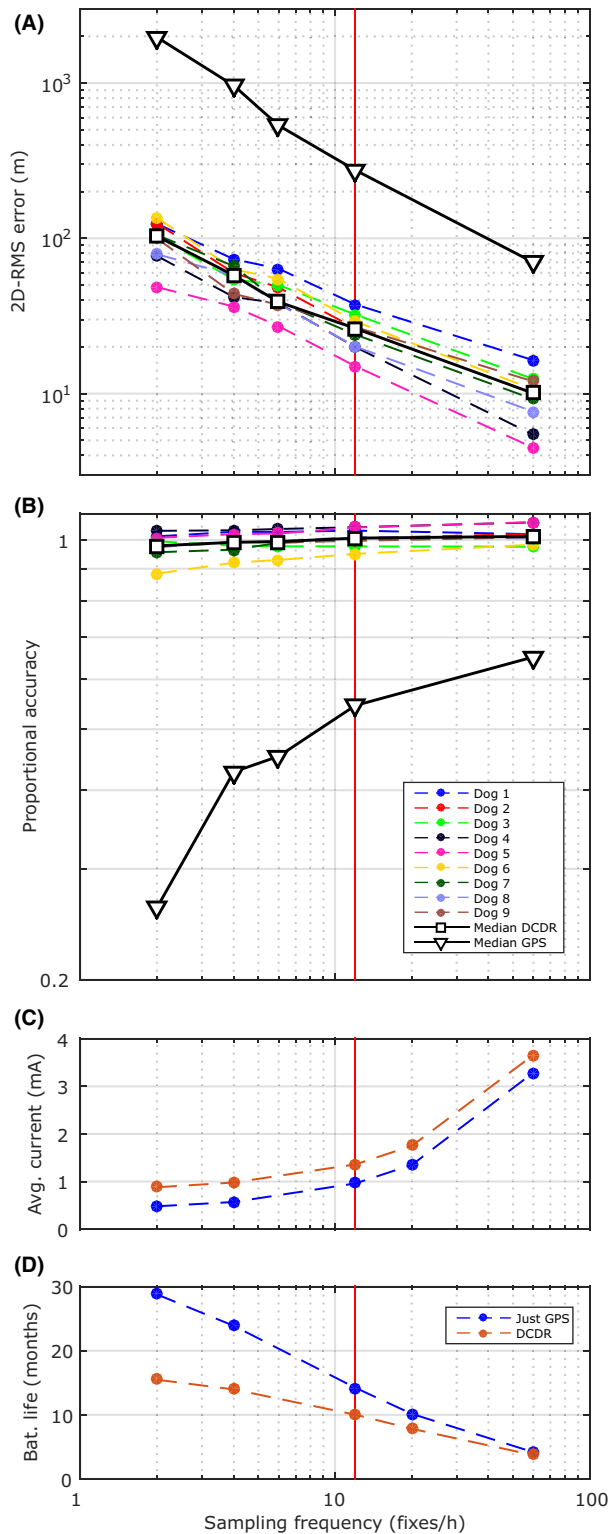 (A)
10³
10²
10¹
2D-RMS error (m)
(B)
1
0.2
Proportional accuracy
Dog 1
Dog 2
Dog 3
Dog 4
Dog 5
Dog 6
Dog 7
Dog 8
Dog 9
Median DCDR
Median GPS
(C)
4
3
2
1
0
Avg. current (mA)
(D)
30
20
10
0
Bat. life (months)
Just GPS
DCDR
1
10
100
Sampling frequency (fixes/h)